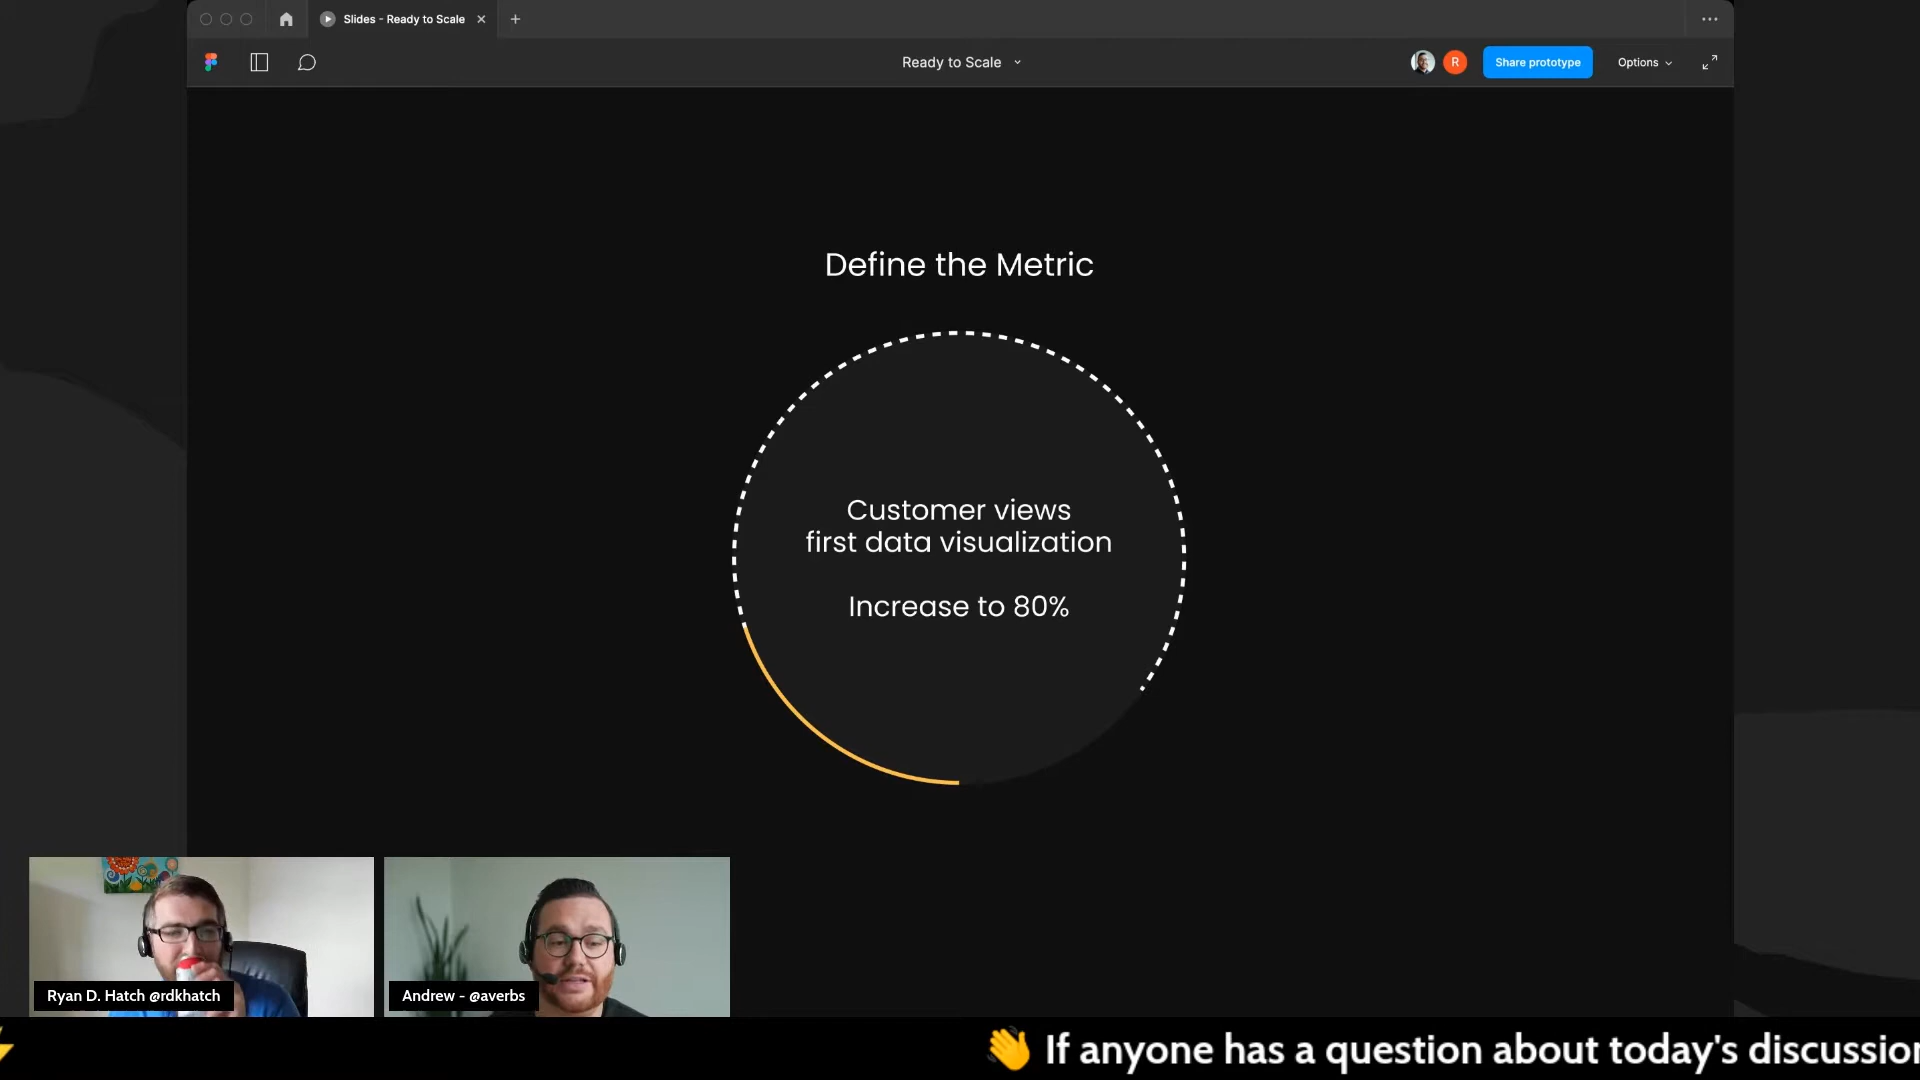 Slides - Ready to Scale
Ready to Scale
R
Share prototype
Options
Define the Metric
Customer views
first data visualization
Increase to 80%
Ryan D. Hatch @rdkhatch
Andrew - @averbs
If anyone has a question about today's discussion